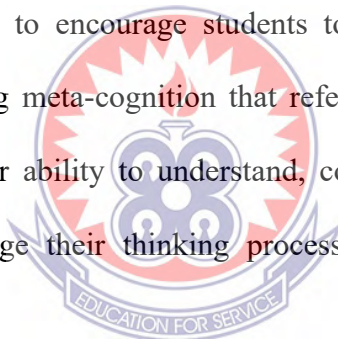 to encourage students to
g meta-cognition that refe
r ability to understand, co
ge their thinking process
EDUCATION FOR SERVICE